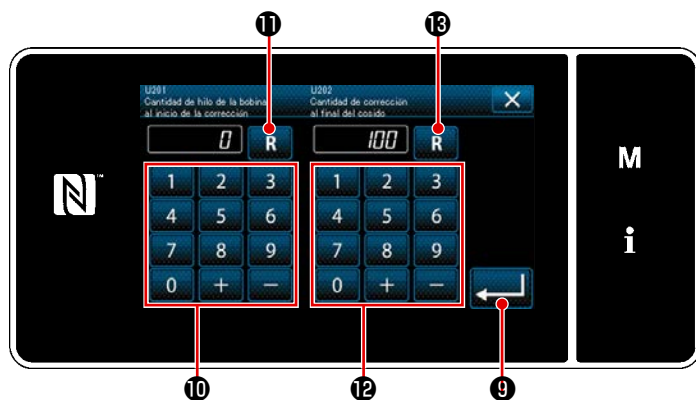 ⓫ ⓭
U201
Cantidad de hilo de la bobina
al inicio de la corrección
U202
Cantidad de corrección
al final del cosido
0 R
100 R
1 2 3
4 5 6
7 8 9
0 + −
1 2 3
4 5 6
7 8 9
0 + −
M
i
N™
❿ ⓬ ❾